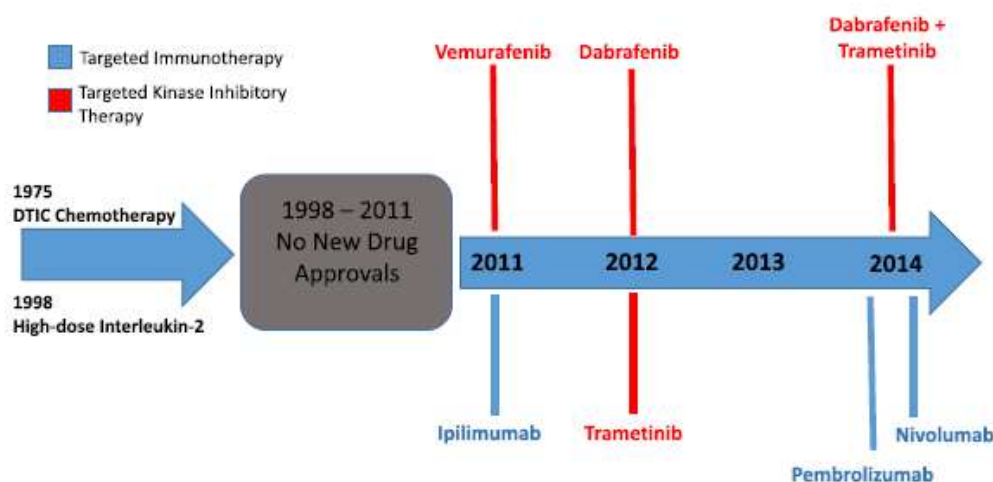 Targeted Immunotherapy
Targeted Kinase Inhibitory
Therapy
Vemurafenib
Dabrafenib
Dabrafenib +
Trametinib
1975
DTIC Chemotherapy
1998
High-dose Interleukin-2
1998 – 2011
No New Drug
Approvals
2011
2012
2013
2014
Ipilimumab
Trametinib
Nivolumab
Pembrolizumab